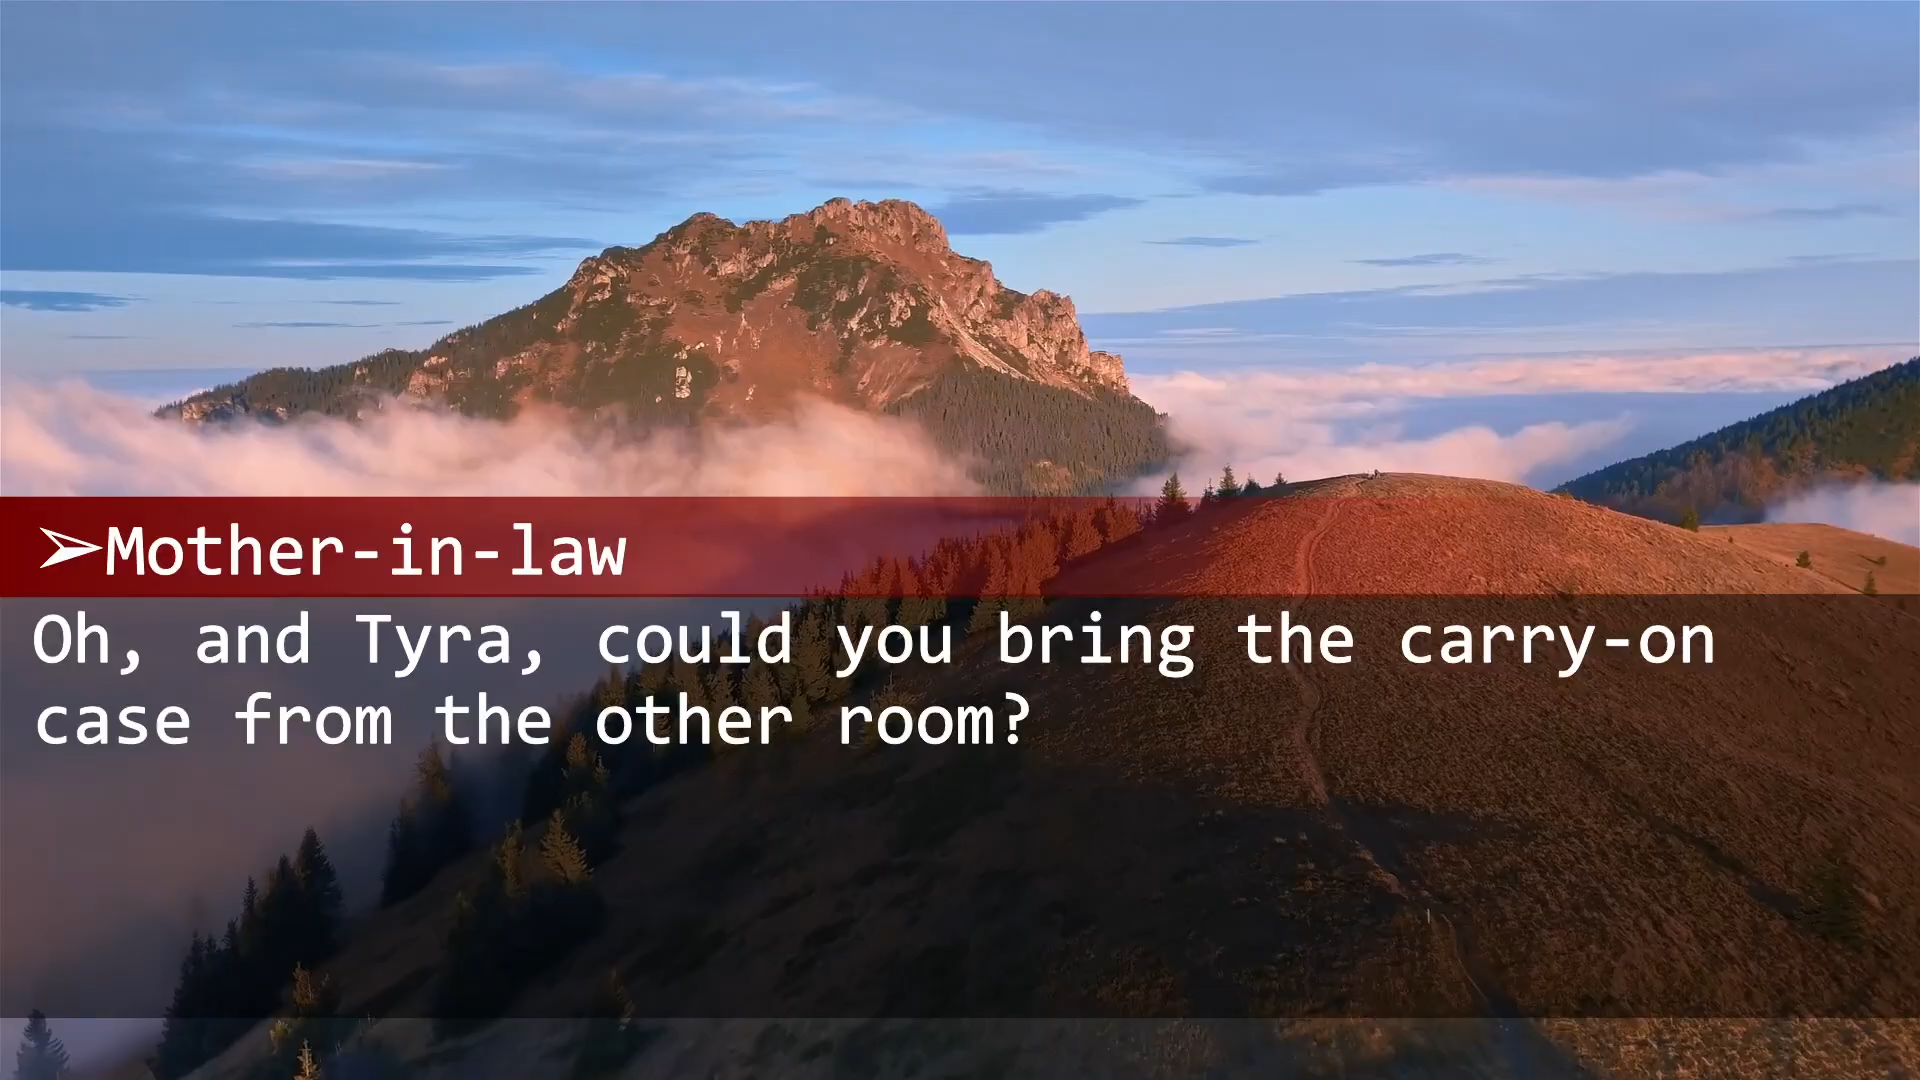 ➢Mother-in-law
Oh, and Tyra, could you bring the carry-on
case from the other room?